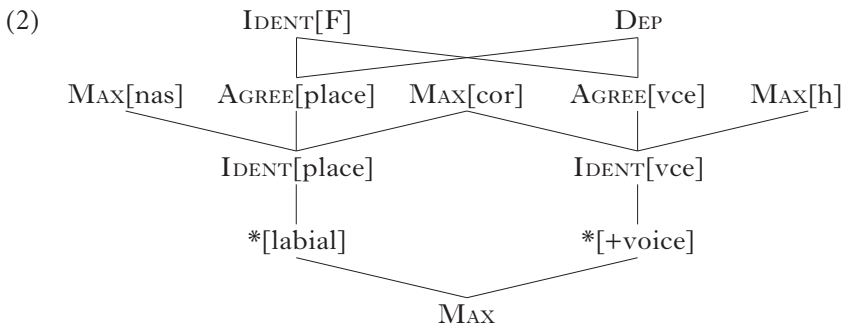 (2) IDENT[F] DEP
MAX[nas] AGREE[place] MAX[cor] AGREE[vce] MAX[h]
IDENT[place] IDENT[vce]
*[labial] *[+voice]
MAX